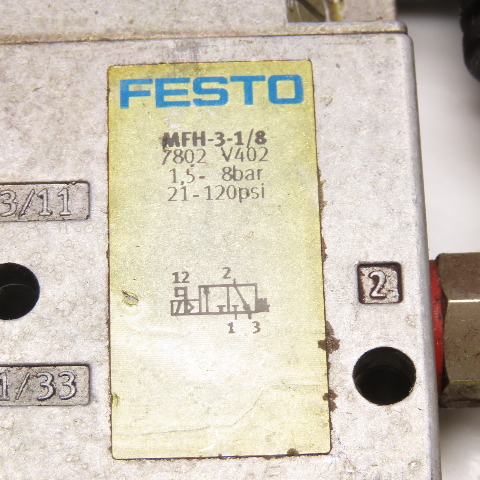 FESTO
MFH-3-1/8
7802 V402
1,5- 8bar
21-120psi
3/11
12 2
2
1 3
1/33